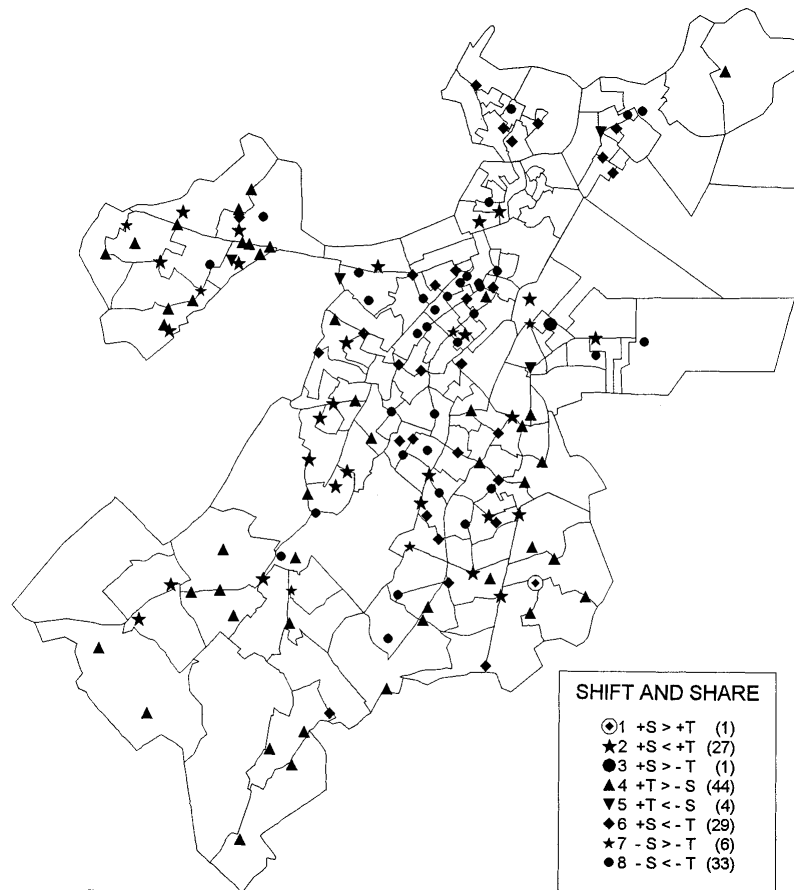 SHIFT AND SHARE
1 +S > +T (1)
2 +S < +T (27)
3 +S > - T (1)
4 +T > - S (44)
5 +T < - S (4)
6 +S < - T (29)
7 - S > - T (6)
8 - S < - T (33)